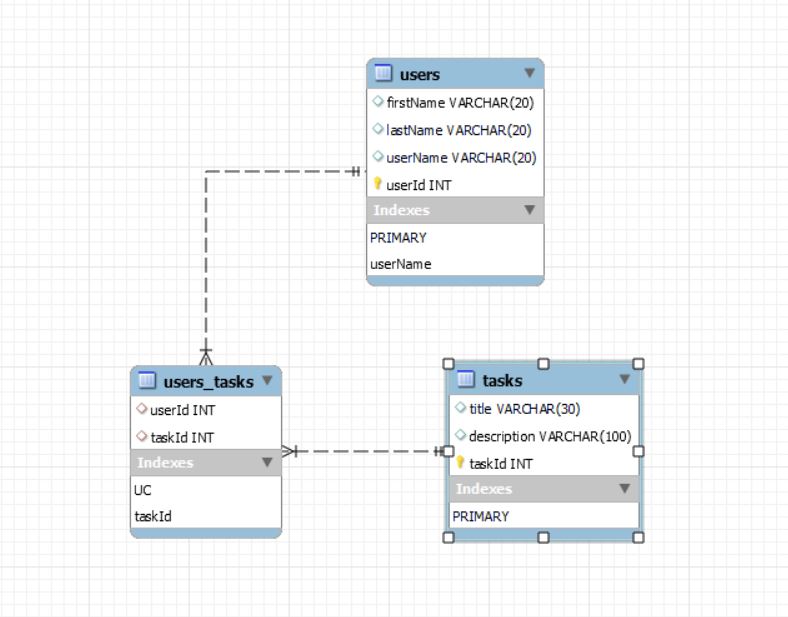 users
firstName VARCHAR(20)
lastName VARCHAR(20)
userName VARCHAR(20)
userId INT
Indexes
PRIMARY
userName
users_tasks
userId INT
taskId INT
Indexes
UC
taskId
tasks
title VARCHAR(30)
description VARCHAR(100)
taskId INT
Indexes
PRIMARY